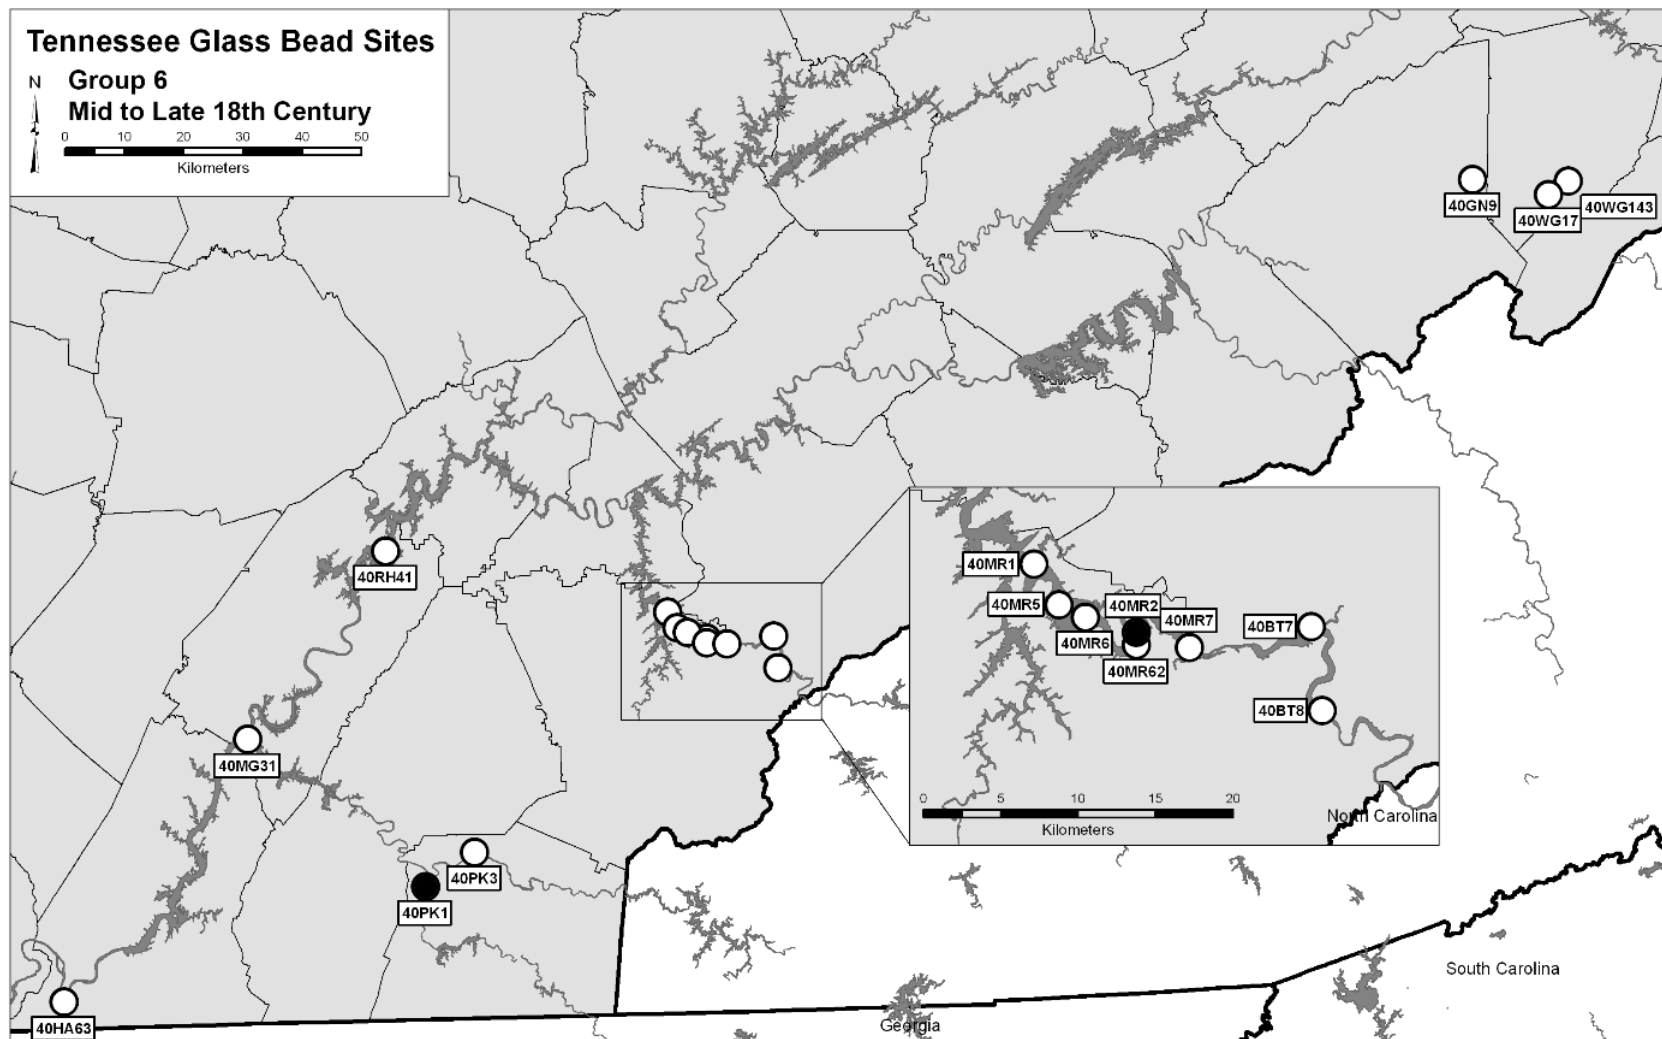 Tennessee Glass Bead Sites
N
Group 6
Mid to Late 18th Century
0 10 20 30 40 50
Kilometers
40GN9
40WG17
40WG143
40RH41
40MR1
40MR5
40MR2
40MR7
40MR6
40BT7
40MR62
40BT8
40MG31
0 5 10 15 20
Kilometers
North Carolina
40PK3
40PK1
South Carolina
40HA63
Georgia